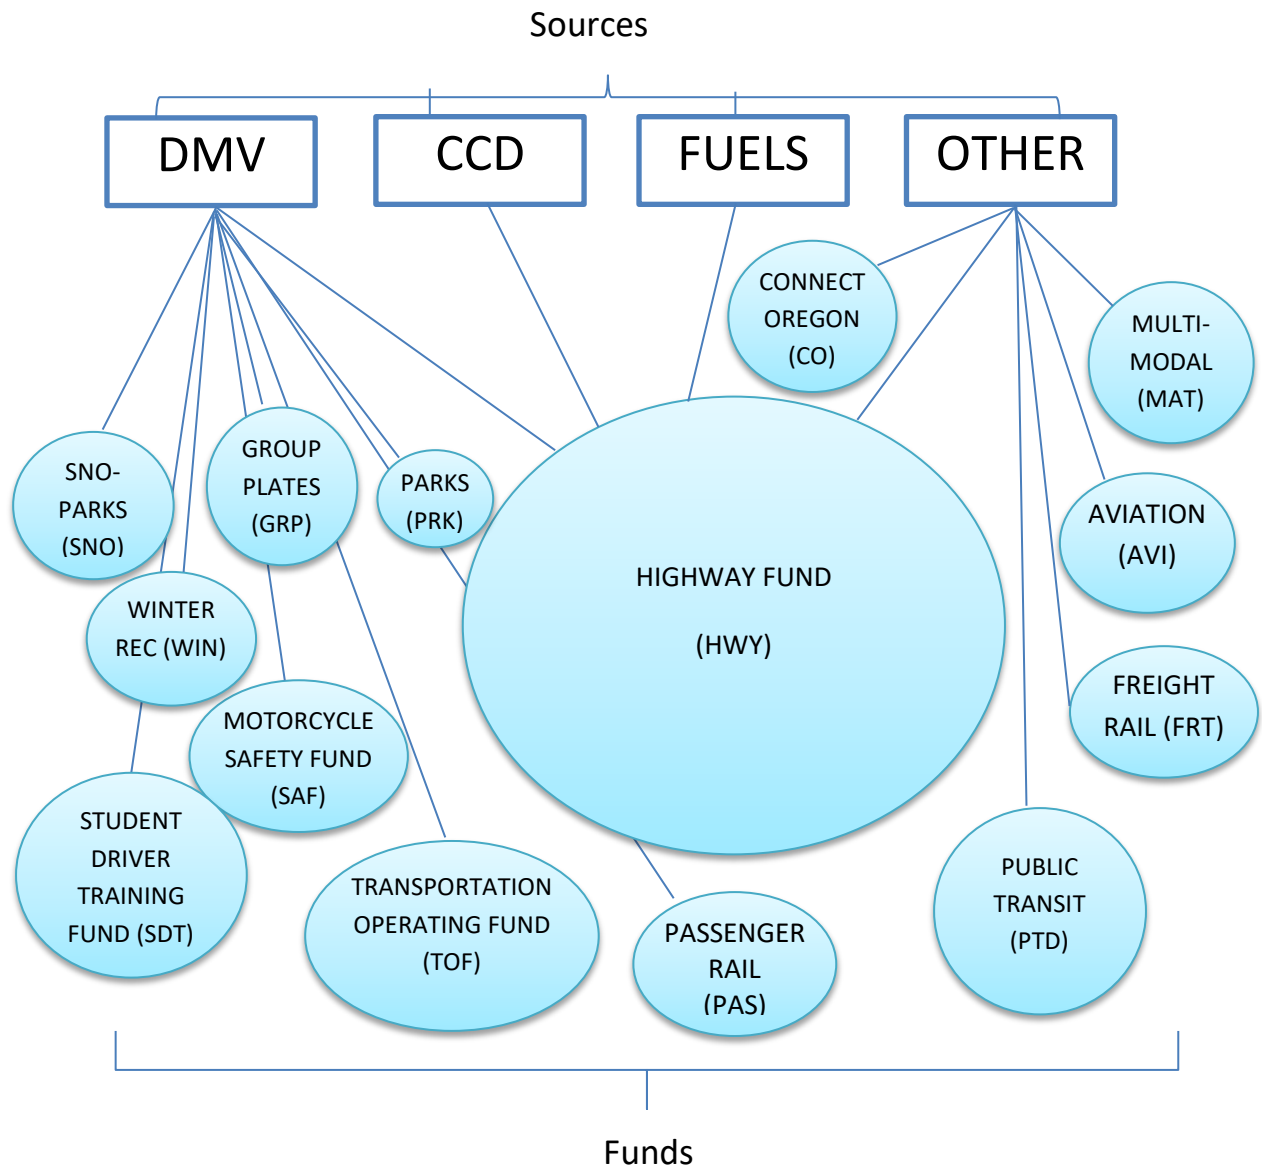 Sources
DMV
CCD
FUELS
OTHER
CONNECT
OREGON
(CO)
MULTI-
MODAL
(MAT)
SNO-
PARKS
(SNO)
GROUP
PLATES
(GRP)
PARKS
(PRK)
HIGHWAY FUND
(HWY)
AVIATION
(AVI)
WINTER
REC (WIN)
FREIGHT
RAIL (FRT)
MOTORCYCLE
SAFETY FUND
(SAF)
STUDENT
DRIVER
TRAINING
FUND (SDT)
TRANSPORTATION
OPERATING FUND
(TOF)
PASSENGER
RAIL
(PAS)
PUBLIC
TRANSIT
(PTD)
Funds